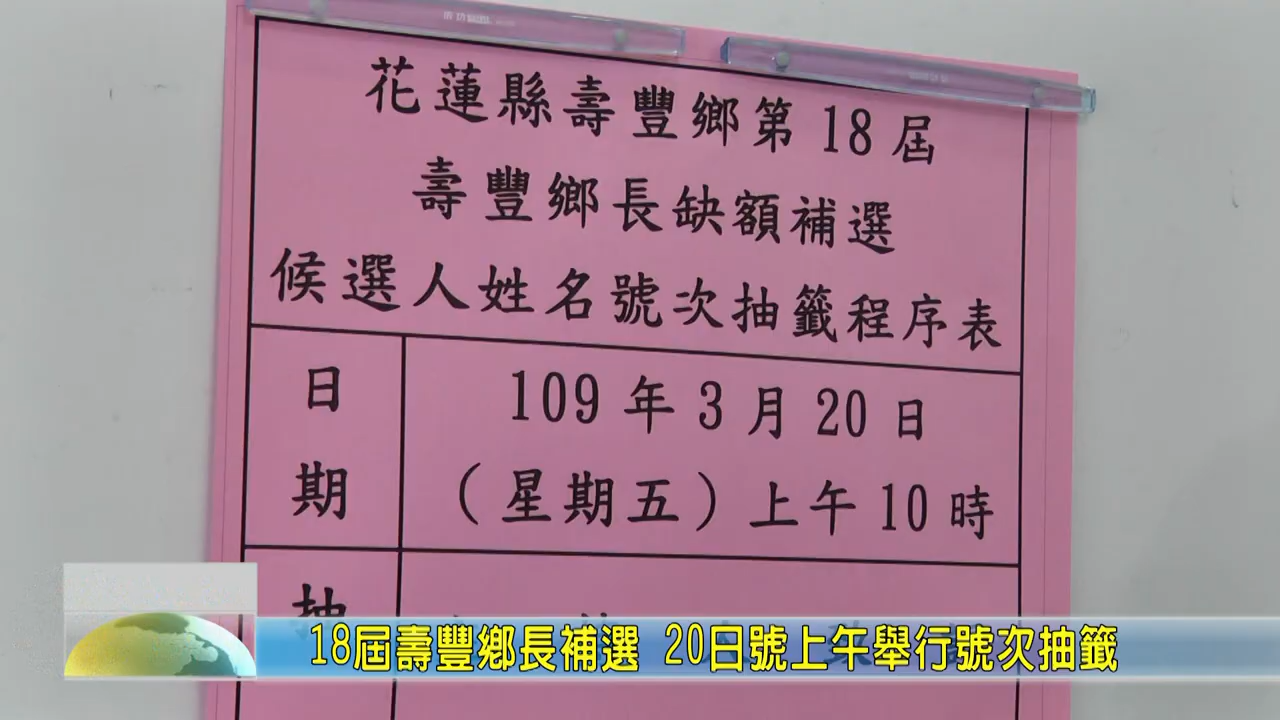 花蓮縣壽豐鄉第18屆
壽豐鄉長缺額補選
候選人姓名號次抽籤程序表
日期
109年3月20日
(星期五)上午10時
抽
18屆壽豐鄉長補選 20日號上午舉行號次抽籤